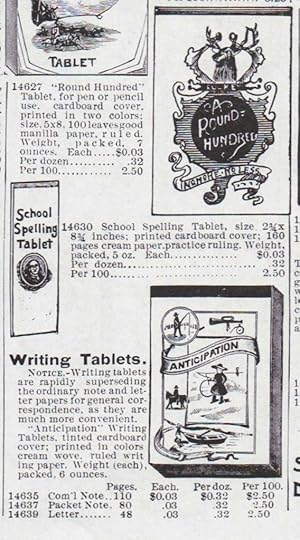 TABLET
14627 "Round Hundred"
Tablet, for pen or pencil
use, cardboard cover,
printed in two colors:
size, 5x8, 100 leaves good
manilla paper, ruled.
Weight, packed, 7
ounces. Each.....$0.03
Per dozen............ .32
Per 100............ 2.50
A
ROUND=
HUNDRED
NO MORE=NO LESS
School
Spelling
Tablet
14630 School Spelling Tablet, size 2¾x
8¾ inches; printed cardboard cover; 160
pages cream paper, practice ruling. Weight,
packed, 5 oz. Each............... $0.03
Per dozen........................ 32
Per 100........................... 2.50
ANTICIPATION
Writing Tablets.
NOTICE.-Writing tablets
are rapidly superseding
the ordinary note and let-
ter papers for general cor-
respondence, as they are
much more convenient.
"Anticipation" Writing
Tablets, tinted cardboard
cover; printed in colors
cream wove, ruled writ
ing paper. Weight (each),
packed, 6 ounces.
Pages. Each. Per doz. Per 100.
14635 Com'l Note..110 $0.03 $0.32 $2.50
14637 Packet Note. 80 .03 .32 2.50
14639 Letter....... 48 .03 .32 2.50